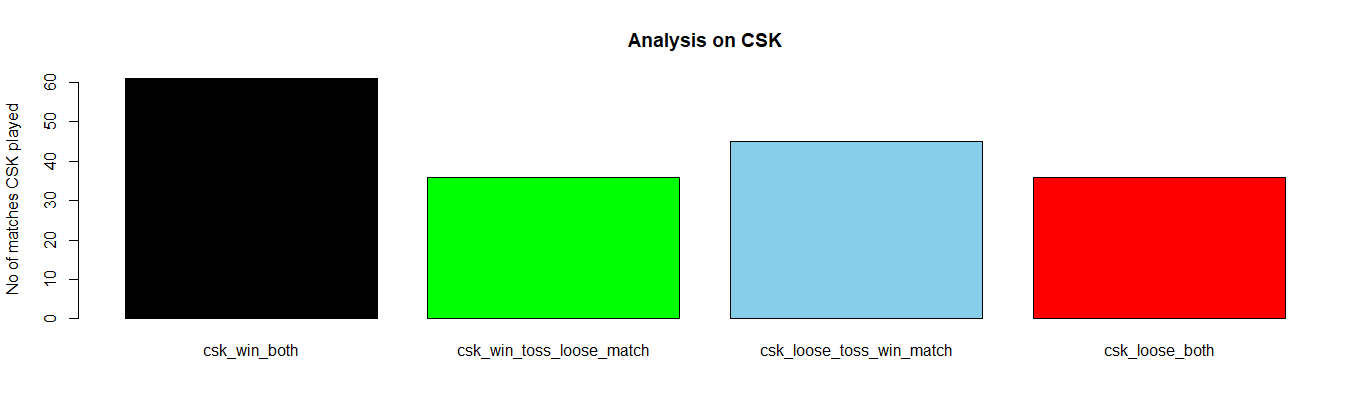 Analysis on CSK
No of matches CSK played
60
50
40
30
20
10
0
csk_win_both
csk_win_toss_loose_match
csk_loose_toss_win_match
csk_loose_both